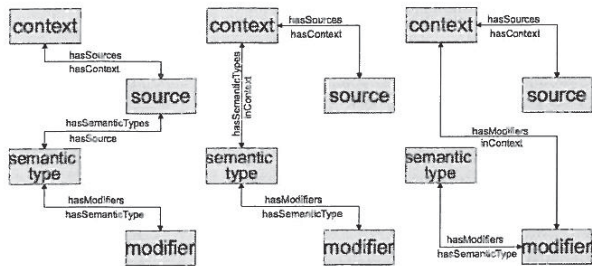 context
hasSources
hasContext
source
hasSemanticTypes
hasSource
semantic
type
hasModifiers
hasSemanticType
modifier
context
hasSources
hasContext
source
hasSemanticTypes
inContext
semantic
type
hasModifiers
hasSemanticType
modifier
context
hasSources
hasContext
source
hasModifiers
inContext
semantic
type
hasModifiers
hasSemanticType
modifier